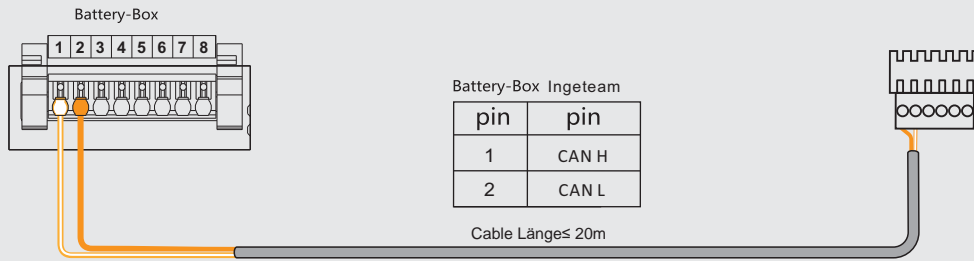 Battery-Box
1 2 3 4 5 6 7 8
Battery-Box Ingeteam
pin pin
1 CAN H
2 CAN L
Cable Länge≤ 20m